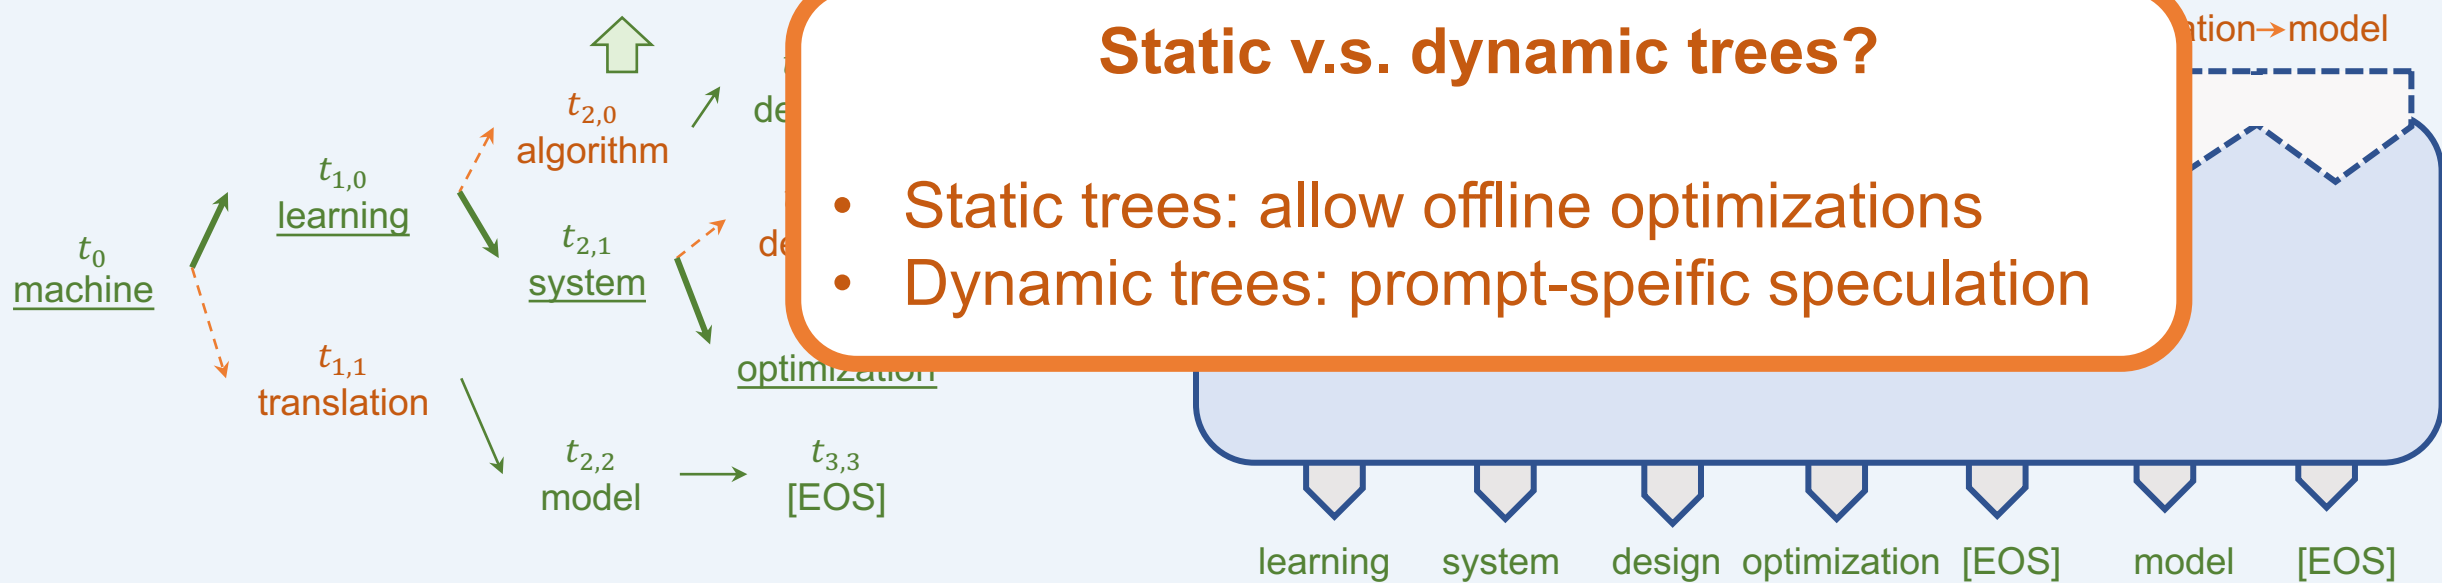 Static v.s. dynamic trees?
• Static trees: allow offline optimizations
• Dynamic trees: prompt-speific speculation
→model
t0
machine
t1,0
learning
t1,1
translation
t2,0
algorithm
t2,1
system
t2,2
model
optimization
t3,3
[EOS]
learning system design optimization [EOS] model [EOS]